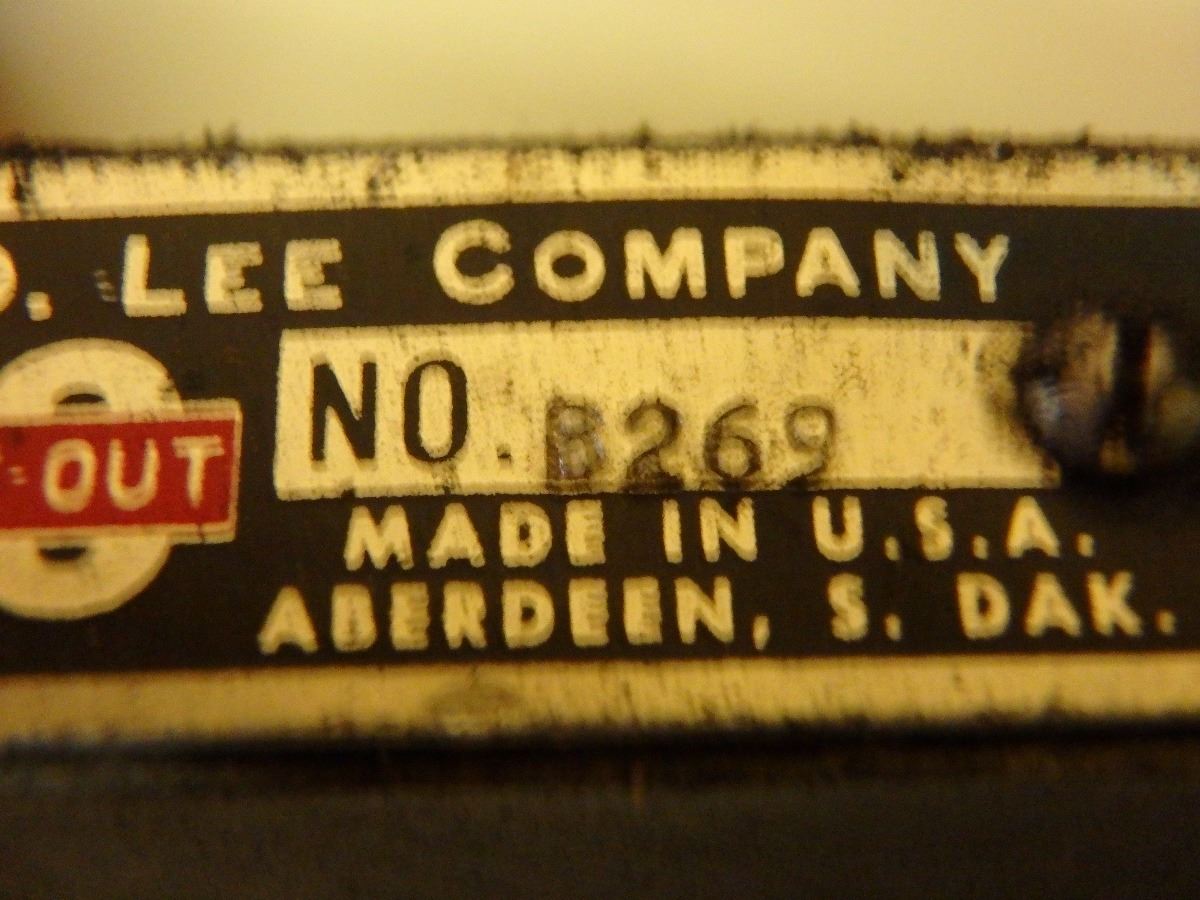 . LEE COMPANY
OUT
NO. B269
MADE IN U.S.A.
ABERDEEN, S. DAK.